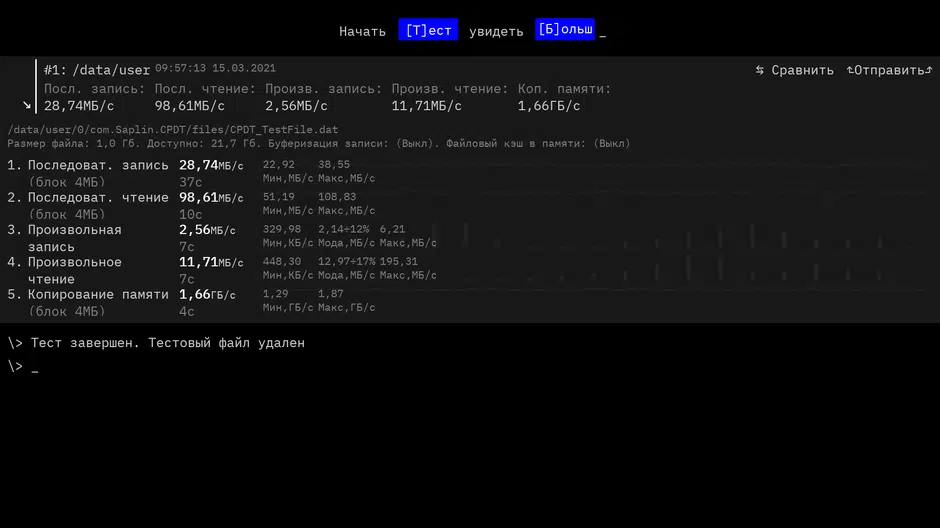 Начать [Т]ест увидеть [Б]ольш _
#1: /data/user 09:57:13 15.03.2021 ⇆ Сравнить ⮤Отправить⮥
Посл. запись: Посл. чтение: Произв. запись: Произв. чтение: Коп. памяти:
↘ 28,74МБ/с 98,61МБ/с 2,56МБ/с 11,71МБ/с 1,66ГБ/с
/data/user/0/com.Saplin.CPDT/files/CPDT_TestFile.dat
Размер файла: 1,0 Гб. Доступно: 21,7 Гб. Буферизация записи: (Выкл). Файловый кэш в памяти: (Выкл)
1. Последоват. запись 28,74МБ/с 22,92 38,55
(блок 4МБ) 37с Мин,МБ/с Макс,МБ/с
2. Последоват. чтение 98,61МБ/с 51,19 108,83
(блок 4МБ) 10с Мин,МБ/с Макс,МБ/с
3. Произвольная 2,56МБ/с 329,98 2,14÷12% 6,21
запись 7с Мин,КБ/с Мода,МБ/с Макс,МБ/с
4. Произвольное 11,71МБ/с 448,30 12,97÷17% 195,31
чтение 7с Мин,КБ/с Мода,МБ/с Макс,МБ/с
5. Копирование памяти 1,66ГБ/с 1,29 1,87
(блок 4МБ) 4с Мин,ГБ/с Макс,ГБ/с
\> Тест завершен. Тестовый файл удален
\> _